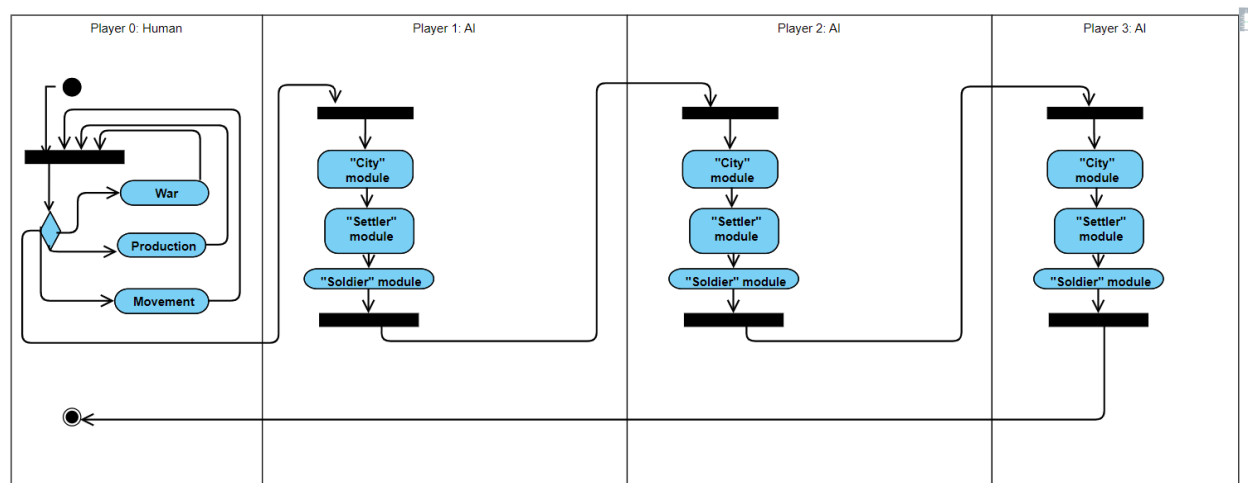 Player 0: Human
Player 1: AI
Player 2: AI
Player 3: AI
War
Production
Movement
"City"
module
"Settler"
module
"Soldier" module
"City"
module
"Settler"
module
"Soldier" module
"City"
module
"Settler"
module
"Soldier" module